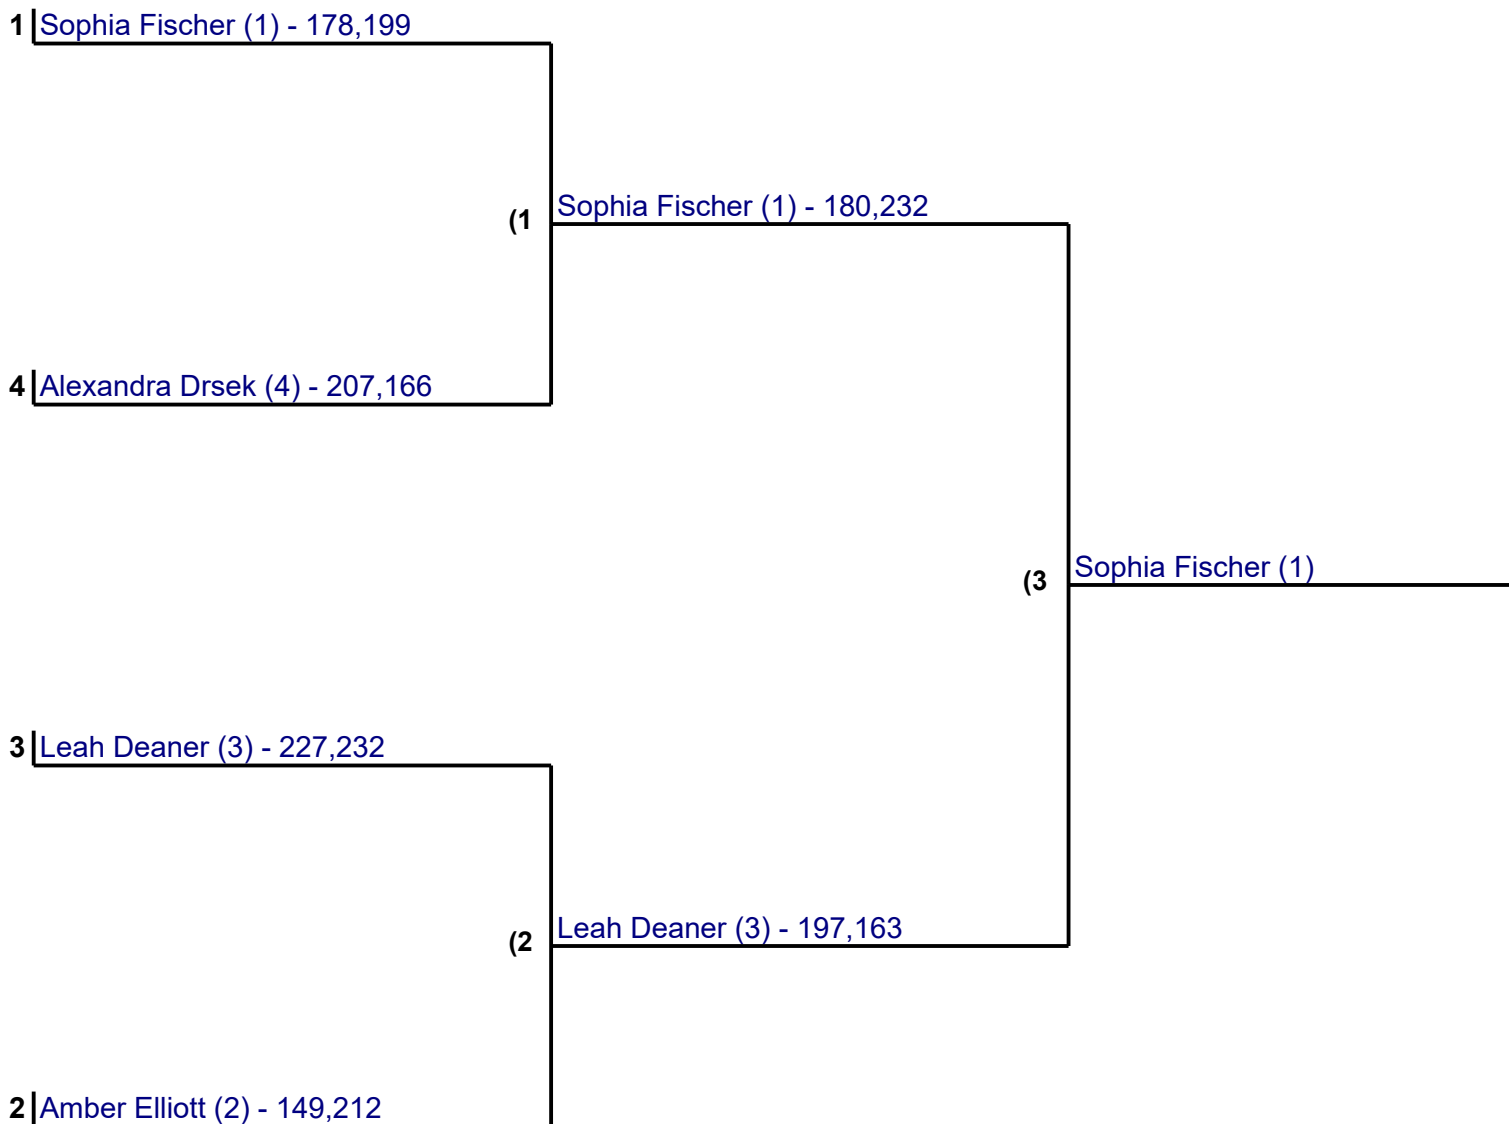 1 Sophia Fischer (1) - 178,199
(1 Sophia Fischer (1) - 180,232
4 Alexandra Drsek (4) - 207,166
(3 Sophia Fischer (1)
3 Leah Deaner (3) - 227,232
(2 Leah Deaner (3) - 197,163
2 Amber Elliott (2) - 149,212